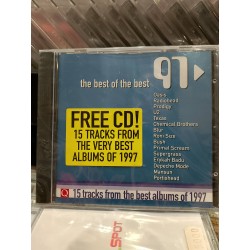 the best of the best
97
Oasis
Radiohead
Prodigy
U2
Texas
Chemical Brothers
Blur
Roni Size
Bush
Primal Scream
Supergrass
Erykah Badu
Depeche Mode
Mansun
Portishead
FREE CD!
15 TRACKS FROM
THE VERY BEST
ALBUMS OF 1997
Q 15 tracks from the best albums of 1997
SPOT